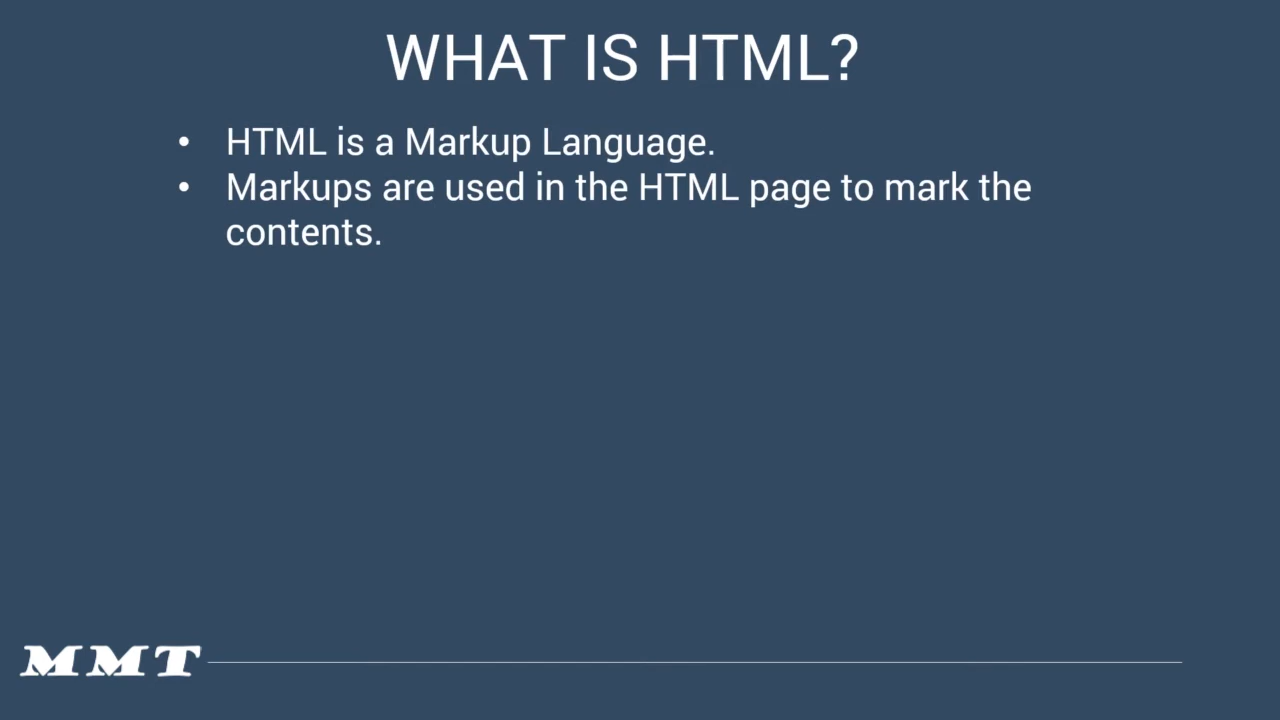 WHAT IS HTML?
• HTML is a Markup Language.
• Markups are used in the HTML page to mark the
contents.
MMT